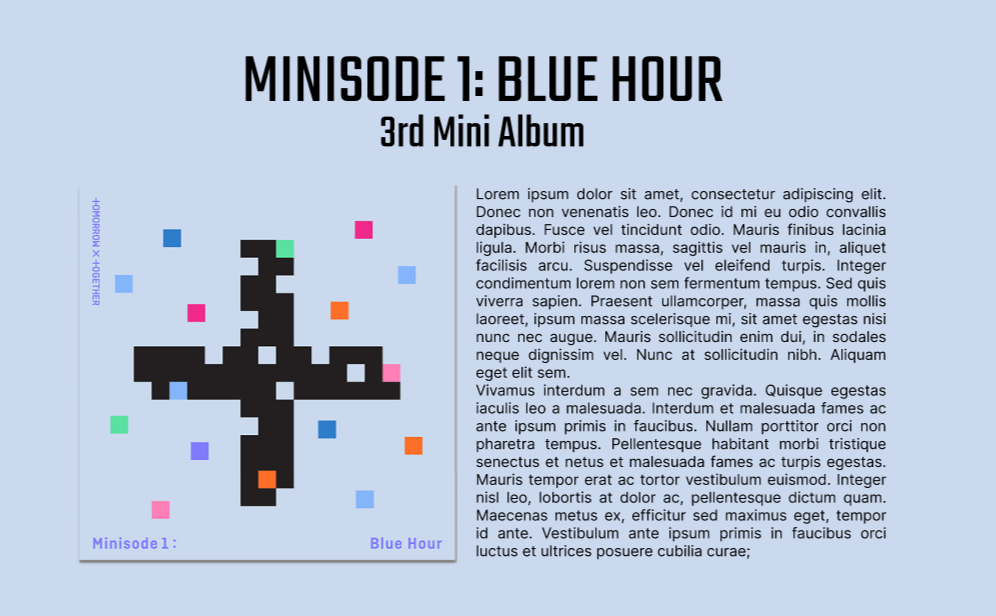 MINISODE 1: BLUE HOUR
3rd Mini Album
TOMORROW X TOGETHER
Minisode 1:
Blue Hour
Lorem ipsum dolor sit amet, consectetur adipiscing elit.
Donec non venenatis leo. Donec id mi eu odio convallis
dapibus. Fusce vel tincidunt odio. Mauris finibus lacinia
ligula. Morbi risus massa, sagittis vel mauris in, aliquet
facilisis arcu. Suspendisse vel eleifend turpis. Integer
condimentum lorem non sem fermentum tempus. Sed quis
viverra sapien. Praesent ullamcorper, massa quis mollis
laoreet, ipsum massa scelerisque mi, sit amet egestas nisi
nunc nec augue. Mauris sollicitudin enim dui, in sodales
neque dignissim vel. Nunc at sollicitudin nibh. Aliquam
eget elit sem.
Vivamus interdum a sem nec gravida. Quisque egestas
iaculis leo a malesuada. Interdum et malesuada fames ac
ante ipsum primis in faucibus. Nullam porttitor orci non
pharetra tempus. Pellentesque habitant morbi tristique
senectus et netus et malesuada fames ac turpis egestas.
Mauris tempor erat ac tortor vestibulum euismod. Integer
nisl leo, lobortis at dolor ac, pellentesque dictum quam.
Maecenas metus ex, efficitur sed maximus eget, tempor
id ante. Vestibulum ante ipsum primis in faucibus orci
luctus et ultrices posuere cubilia curae;